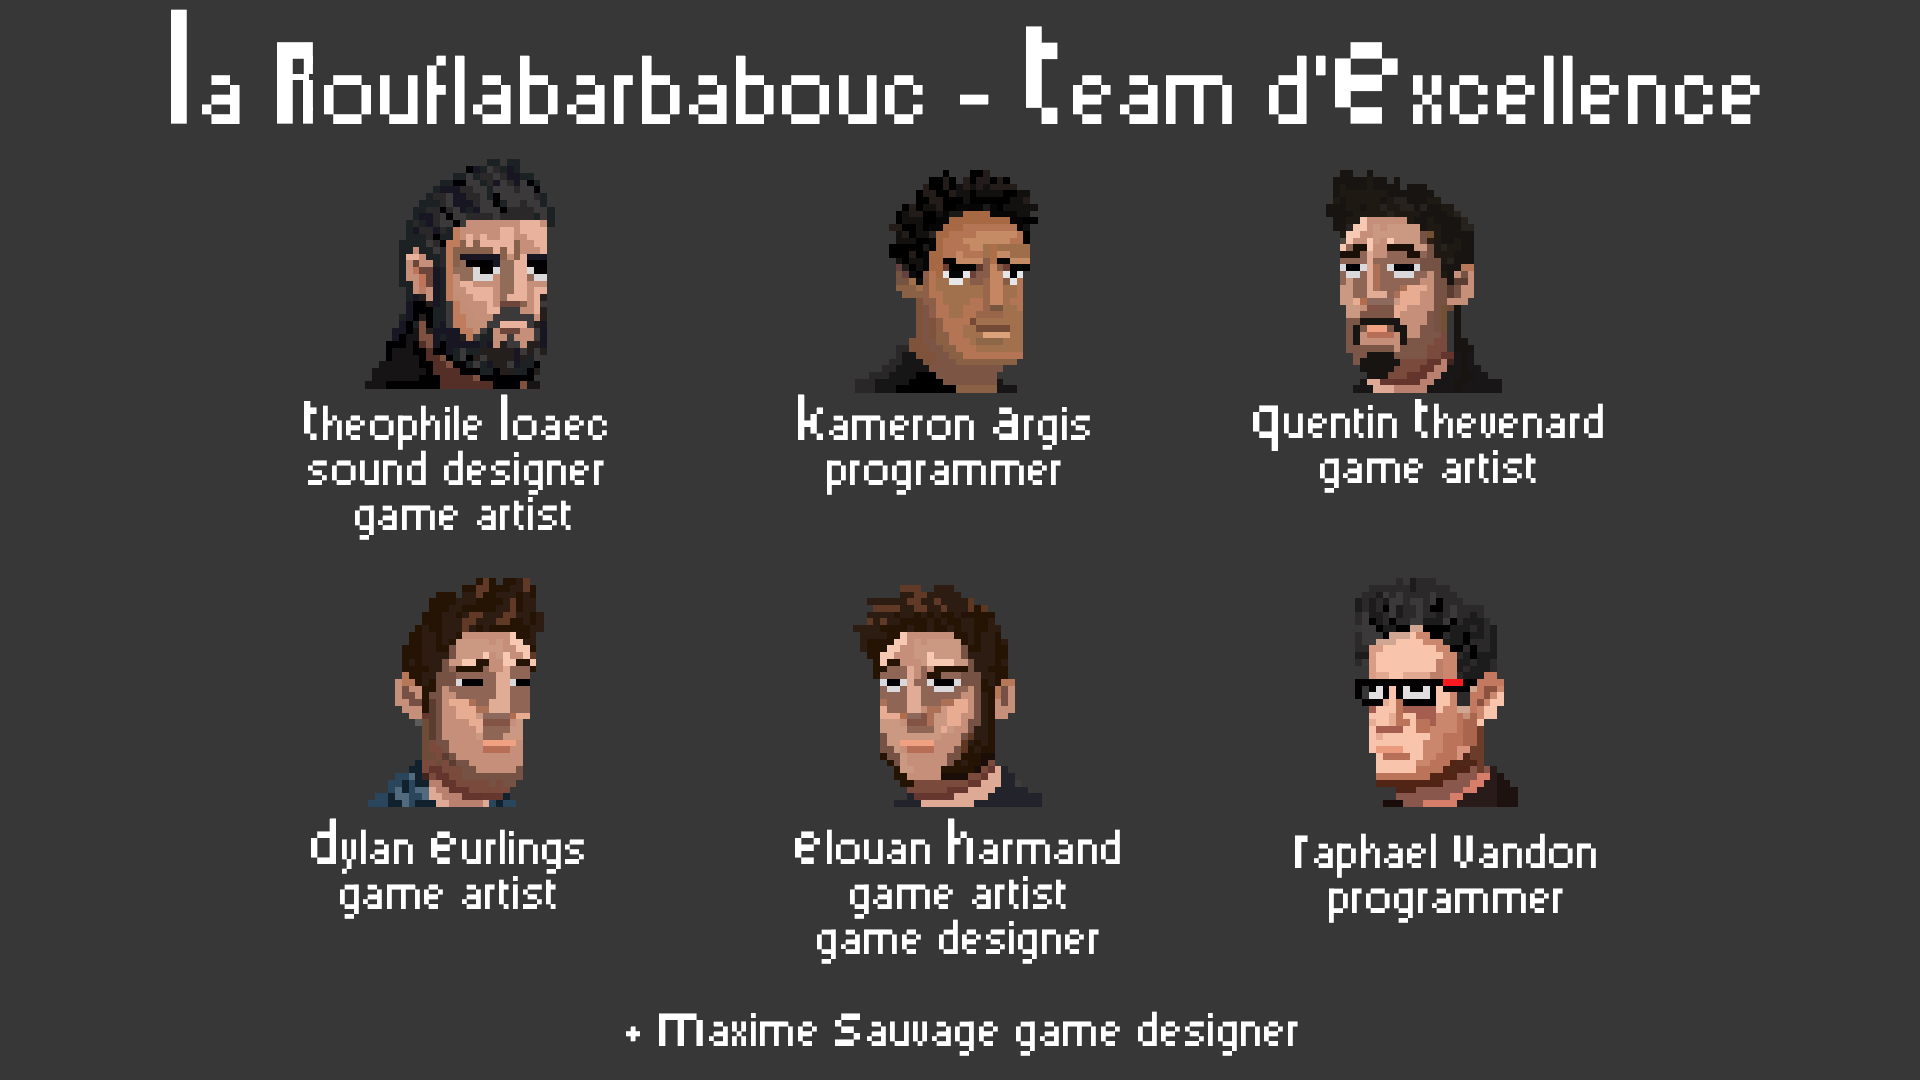 La Rouflabarbabouc - Team d'Excellence
Theophile Loaec
sound designer
game artist
Kameron Argis
programmer
Quentin Thevenard
game artist
Dylan Eurlings
game artist
Elouan Harmand
game artist
game designer
Raphael Vandon
programmer
+ Maxime Sauvage game designer